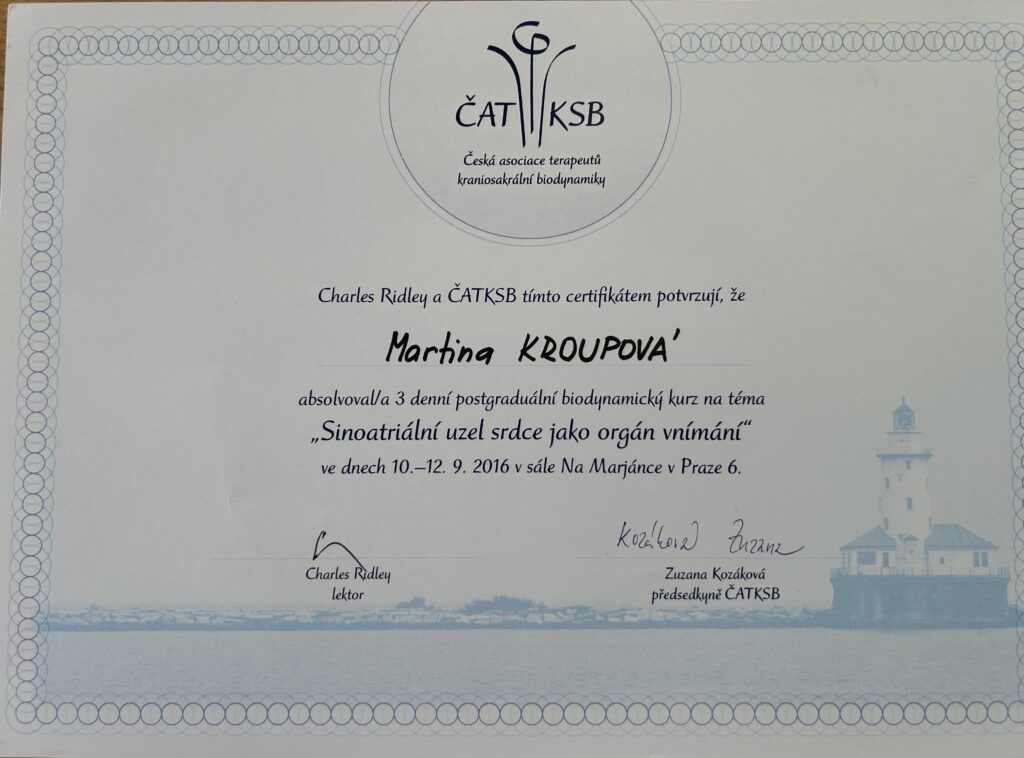 ČAT KSB
Česká asociace terapeutů
kraniosakrální biodynamiky
Charles Ridley a ČATKSB tímto certifikátem potvrzují, že
Martina KROUPOVÁ
absolvoval/a 3 denní postgraduální biodynamický kurz na téma
„Sinoatriální uzel srdce jako orgán vnímání“
ve dnech 10.–12. 9. 2016 v sále Na Marjánce v Praze 6.
Kozáková Zuzana
Charles Ridley
lektor
Zuzana Kozáková
předsedkyně ČATKSB